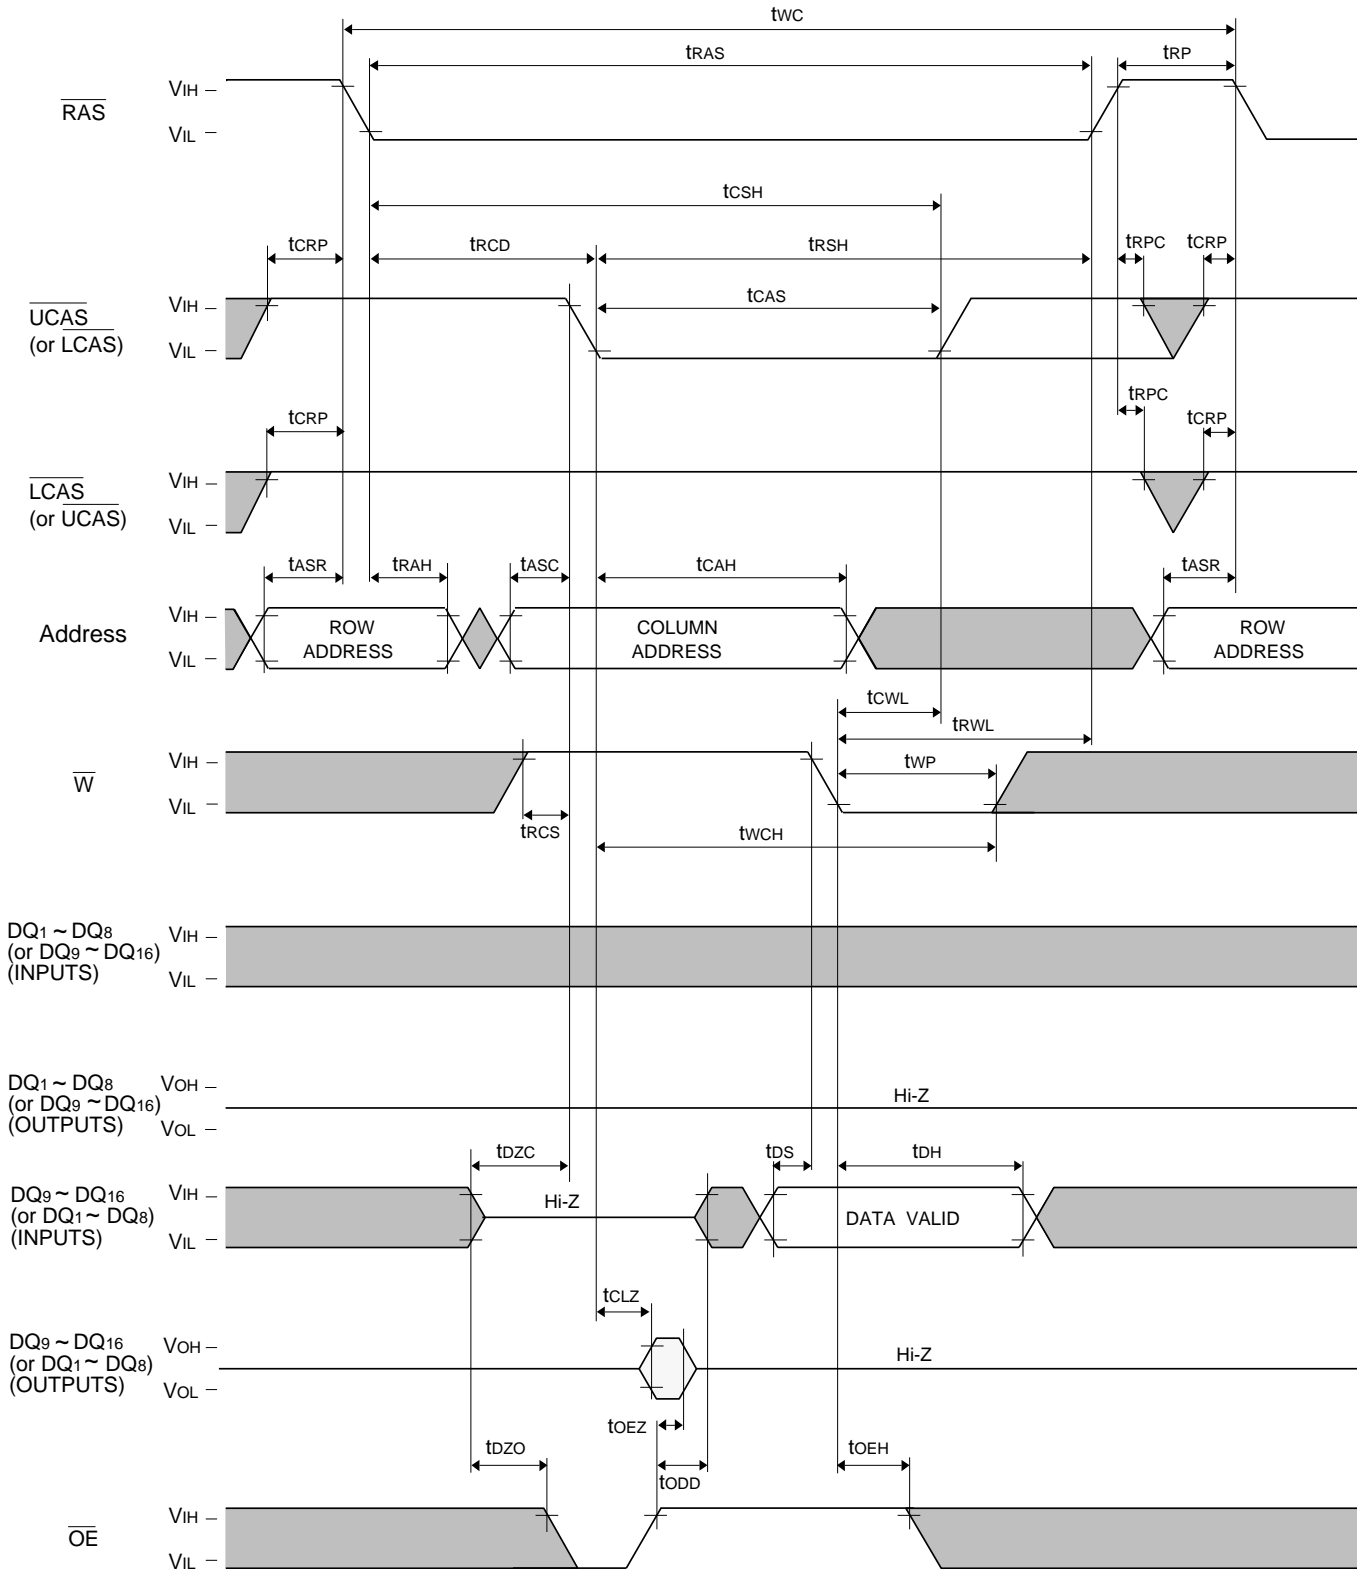 tWC
tRAS
tRP
RAS
VIH
VIL
tCSH
tCRP
tRCD
tRSH
tRPC
tCRP
UCAS
(or LCAS)
VIH
VIL
tCAS
tCRP
tRPC
tCRP
LCAS
(or UCAS)
VIH
VIL
tASR
tRAH
tASC
tCAH
tASR
Address
VIH
VIL
ROW
ADDRESS
COLUMN
ADDRESS
ROW
ADDRESS
tCWL
tRWL
W
VIH
VIL
tWP
tRCS
tWCH
DQ1 ~ DQ8
(or DQ9 ~ DQ16)
(INPUTS)
VIH
VIL
DQ1 ~ DQ8
(or DQ9 ~ DQ16)
(OUTPUTS)
VOH
VOL
Hi-Z
tDZC
tDS
tDH
DQ9 ~ DQ16
(or DQ1 ~ DQ8)
(INPUTS)
VIH
VIL
Hi-Z
DATA VALID
tCLZ
DQ9 ~ DQ16
(or DQ1 ~ DQ8)
(OUTPUTS)
VOH
VOL
Hi-Z
tOEZ
tDZO
tODD
tOEH
OE
VIH
VIL